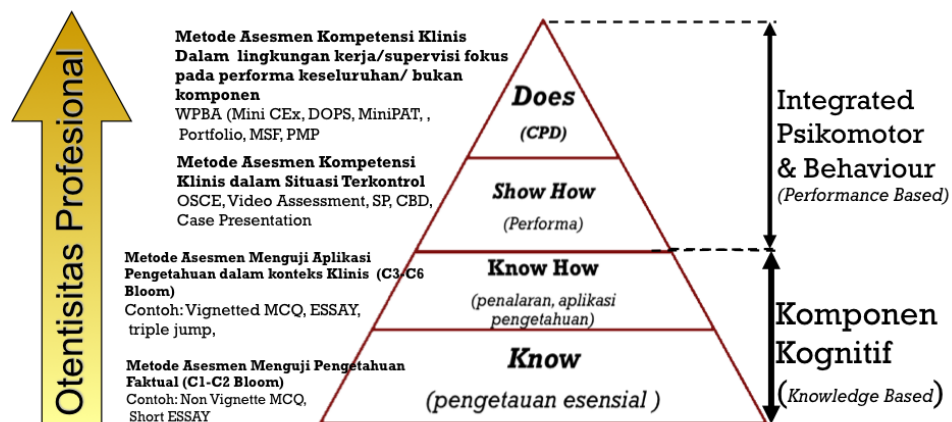 Otentisitas Profesional
Metode Asesmen Kompetensi Klinis
Dalam lingkungan kerja/supervisi fokus
pada performa keseluruhan/ bukan
komponen
WPBA (Mini CEx, DOPS, MiniPAT, ,
Portfolio, MSF, PMP
Metode Asesmen Kompetensi
Klinis dalam Situasi Terkontrol
OSCE, Video Assessment, SP, CBD,
Case Presentation
Metode Asesmen Menguji Aplikasi
Pengetahuan dalam konteks Klinis (C3-C6
Bloom)
Contoh: Vignetted MCQ, ESSAY,
triple jump,
Metode Asesmen Menguji Pengetahuan
Faktual (C1-C2 Bloom)
Contoh: Non Vignette MCQ,
Short ESSAY
Does
(CPD)
Show How
(Performa)
Know How
(penalaran, aplikasi
pengetahuan)
Know
(pengetauan esensial )
Integrated
Psikomotor
& Behaviour
(Performance Based)
Komponen
Kognitif
(Knowledge Based)